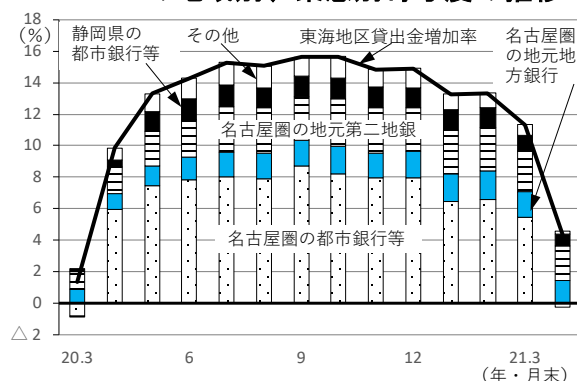 18
(%)
16
14
12
10
8
6
4
2
0
△ 2
静岡県の
都市銀行等
その他
東海地区貸出金増加率
名古屋圏
の地元地
方銀行
名古屋圏の地元第二地銀
名古屋圏の都市銀行等
20.3
6
9
12
21.3
(年・月末)